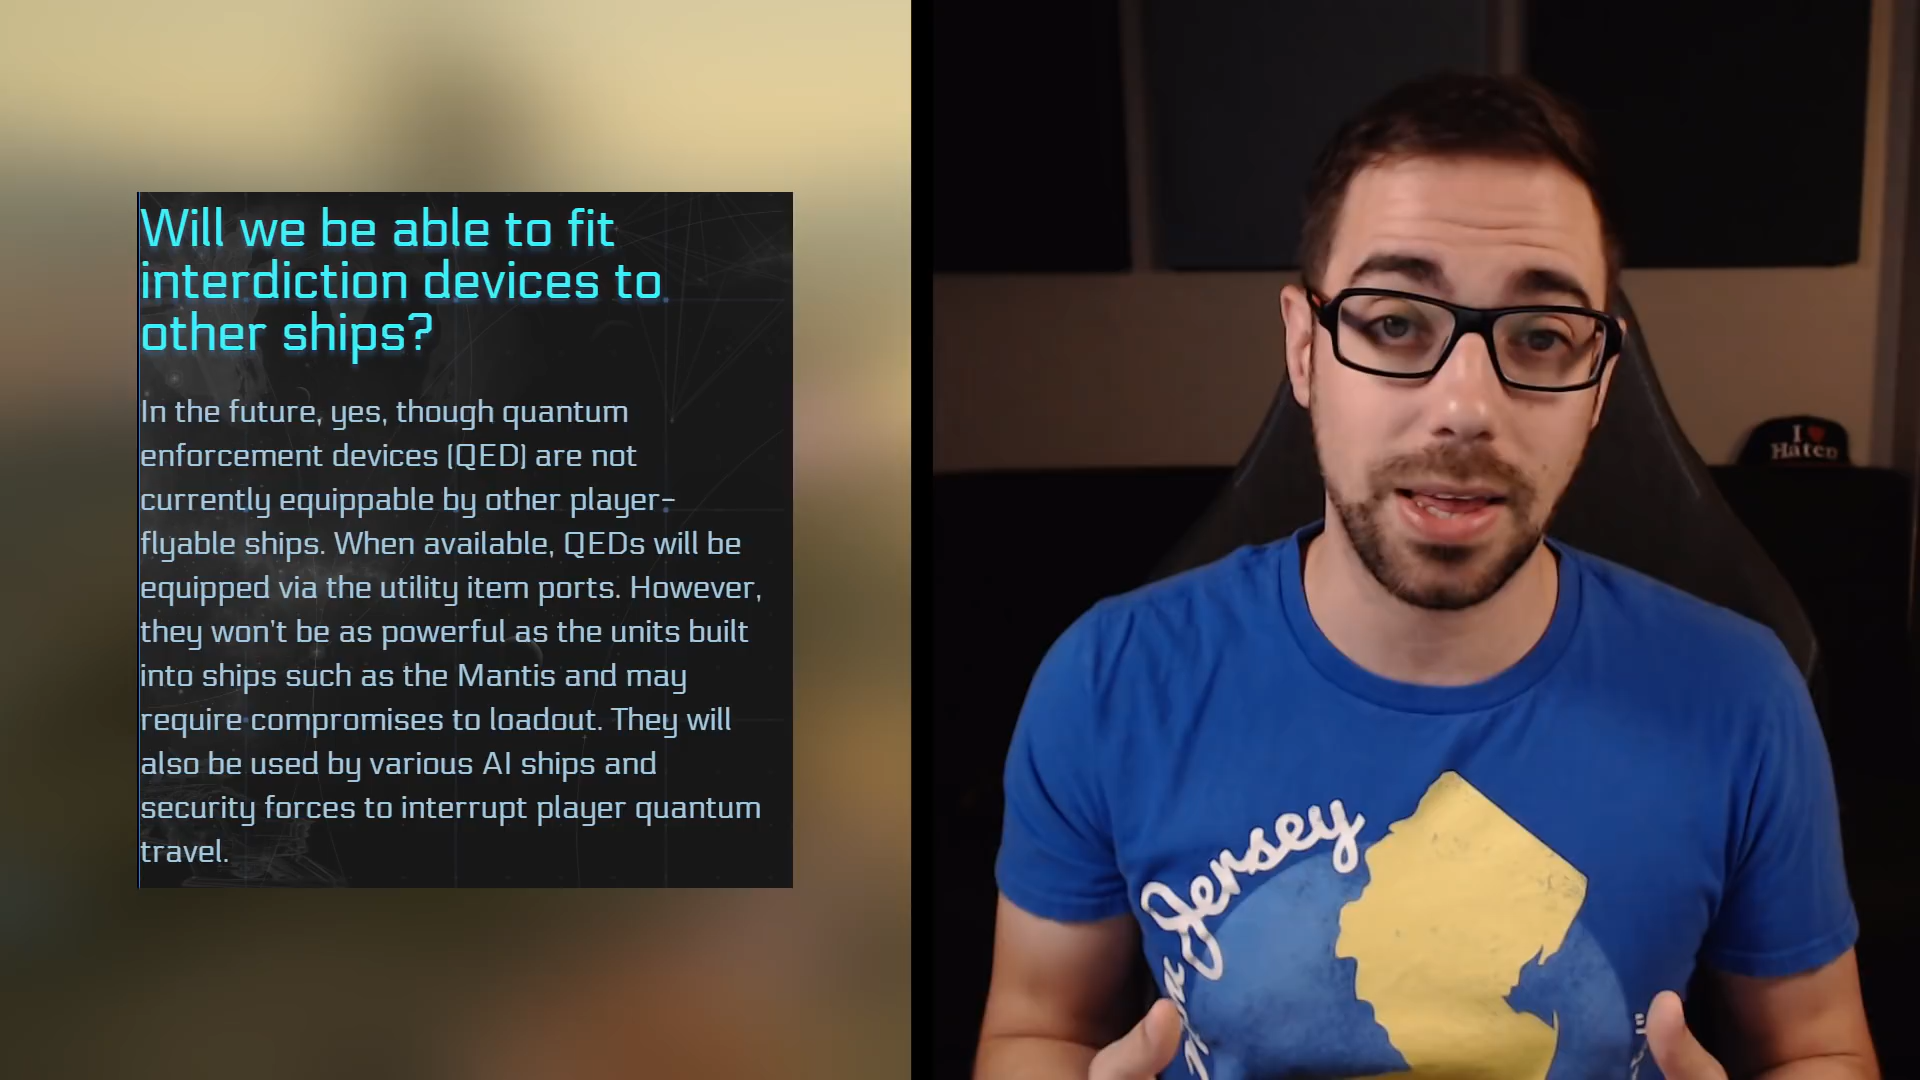 Will we be able to fit
interdiction devices to
other ships?
In the future, yes, though quantum
enforcement devices (QED) are not
currently equippable by other player-
flyable ships. When available, QEDs will be
equipped via the utility item ports. However,
they won't be as powerful as the units built
into ships such as the Mantis and may
require compromises to loadout. They will
also be used by various AI ships and
security forces to interrupt player quantum
travel.
I
Jersey